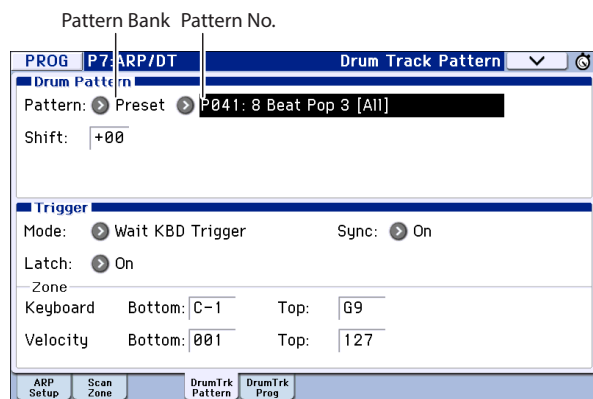 Pattern Bank Pattern No.
PROG P7:ARP/DT Drum Track Pattern
Drum Pattern
Pattern: Preset P041: 8 Beat Pop 3 [All]
Shift: +00
Trigger
Mode: Wait KBD Trigger Sync: On
Latch: On
Zone
Keyboard Bottom: C-1 Top: G9
Velocity Bottom: 001 Top: 127
ARP Setup Scan Zone DrumTrk Pattern DrumTrk Prog